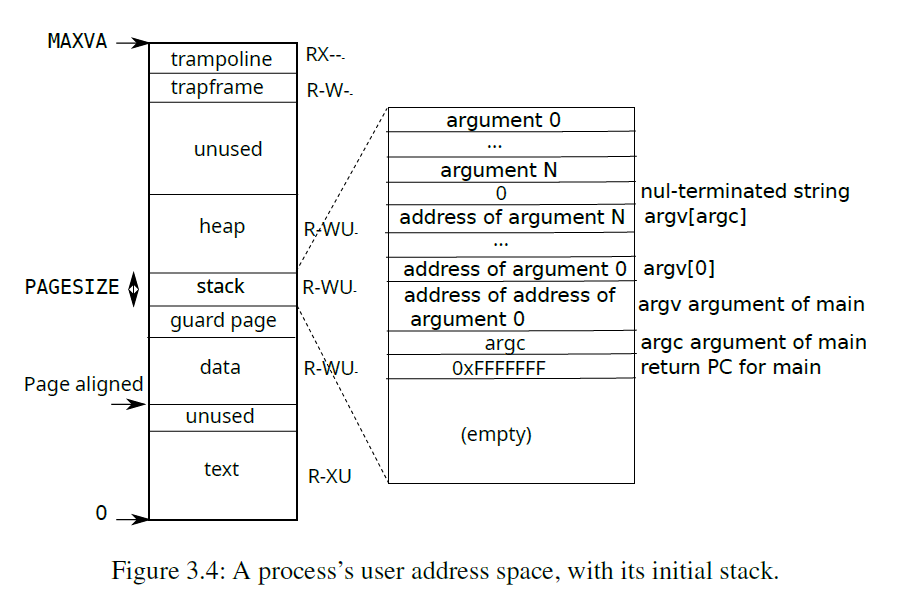 MAXVA
trampoline RX--
trapframe R-W--
unused
heap R-WU
PAGESIZE stack R-WU
guard page
data R-WU
Page aligned
unused
text R-XU
0
argument 0
...
argument N
0 nul-terminated string
address of argument N argv[argc]
...
address of argument 0 argv[0]
address of address of
argument 0 argv argument of main
argc argc argument of main
0xFFFFFFF return PC for main
(empty)
Figure 3.4: A process's user address space, with its initial stack.